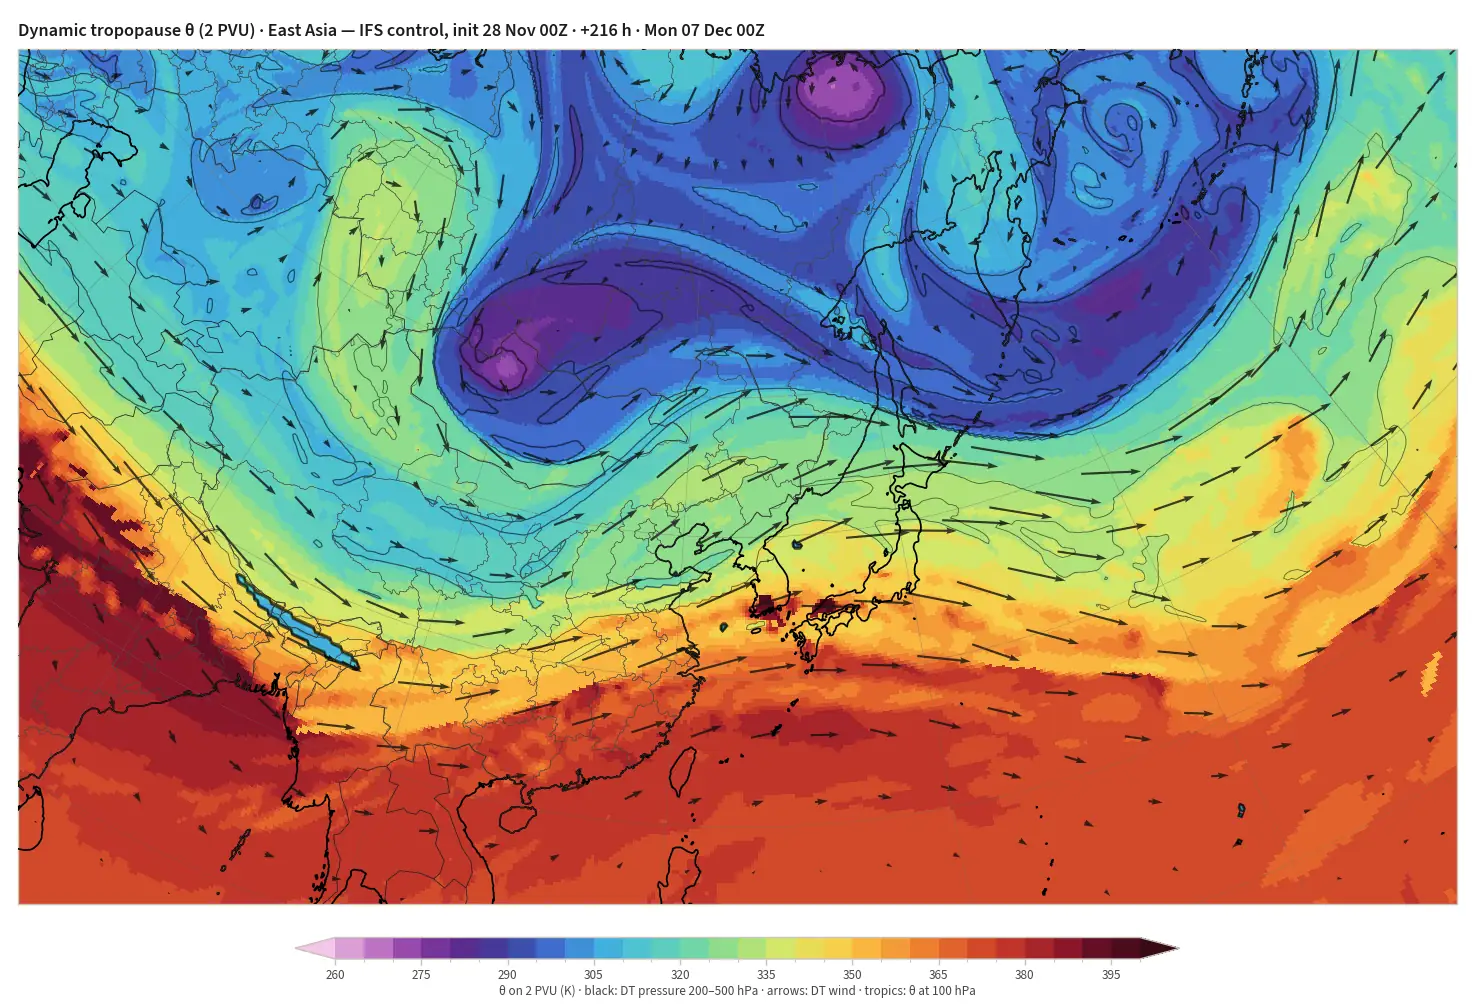 Dynamic tropopause θ (2 PVU) · East Asia — IFS control, init 28 Nov 00Z · +216 h · Mon 07 Dec 00Z
260 275 290 305 320 335 350 365 380 395
θ on 2 PVU (K) · black: DT pressure 200–500 hPa · arrows: DT wind · tropics: θ at 100 hPa